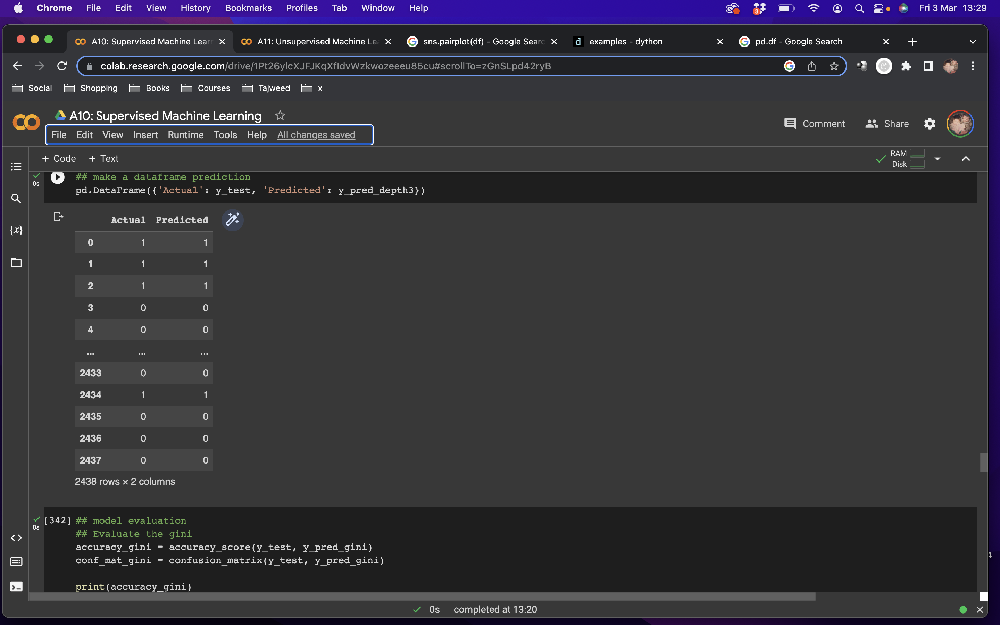 Chrome File Edit View History Bookmarks Profiles Tab Window Help 3 Fri 3 Mar 13:29
A10: Supervised Machine Learn A11: Unsupervised Machine Le sns.pairplot(df) - Google Searc d examples - dython pd.df - Google Search
colab.research.google.com/drive/1Pt26ylcXJFJKqXfIdvWzkwozeeeu85cu#scrollTo=zGnSLpd42ryB
Social Shopping Books Courses Tajweed x
A10: Supervised Machine Learning
Comment Share
File Edit View Insert Runtime Tools Help All changes saved
+ Code + Text
RAM
Disk
## make a dataframe prediction
0s
pd.DataFrame({'Actual': y_test, 'Predicted': y_pred_depth3})
Actual Predicted
0 1 1
1 1 1
2 1 1
3 0 0
4 0 0
... ... ...
2433 0 0
2434 1 1
2435 0 0
2436 0 0
2437 0 0
2438 rows × 2 columns
[342] ## model evaluation
0s
## Evaluate the gini
accuracy_gini = accuracy_score(y_test, y_pred_gini)
conf_mat_gini = confusion_matrix(y_test, y_pred_gini)
print(accuracy_gini)
0s completed at 13:20
{x}
4